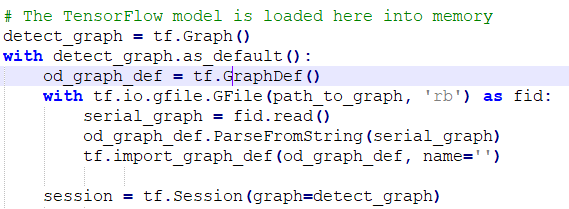 # The TensorFlow model is loaded here into memory
detect_graph = tf.Graph()
with detect_graph.as_default():
    od_graph_def = tf.GraphDef()
    with tf.io.gfile.GFile(path_to_graph, 'rb') as fid:
        serial_graph = fid.read()
        od_graph_def.ParseFromString(serial_graph)
        tf.import_graph_def(od_graph_def, name='')

    session = tf.Session(graph=detect_graph)